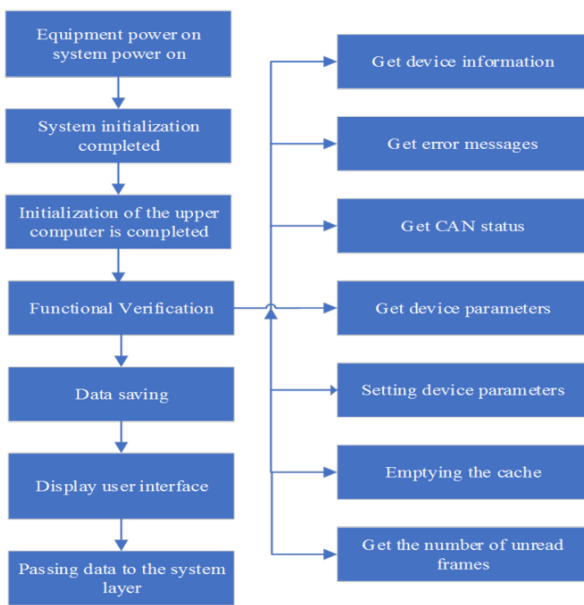 Equipment power on
system power on
System initialization
completed
Initialization of the upper
computer is completed
Functional Verification
Data saving
Display user interface
Passing data to the system
layer
Get device information
Get error messages
Get CAN status
Get device parameters
Setting device parameters
Emptying the cache
Get the number of unread
frames